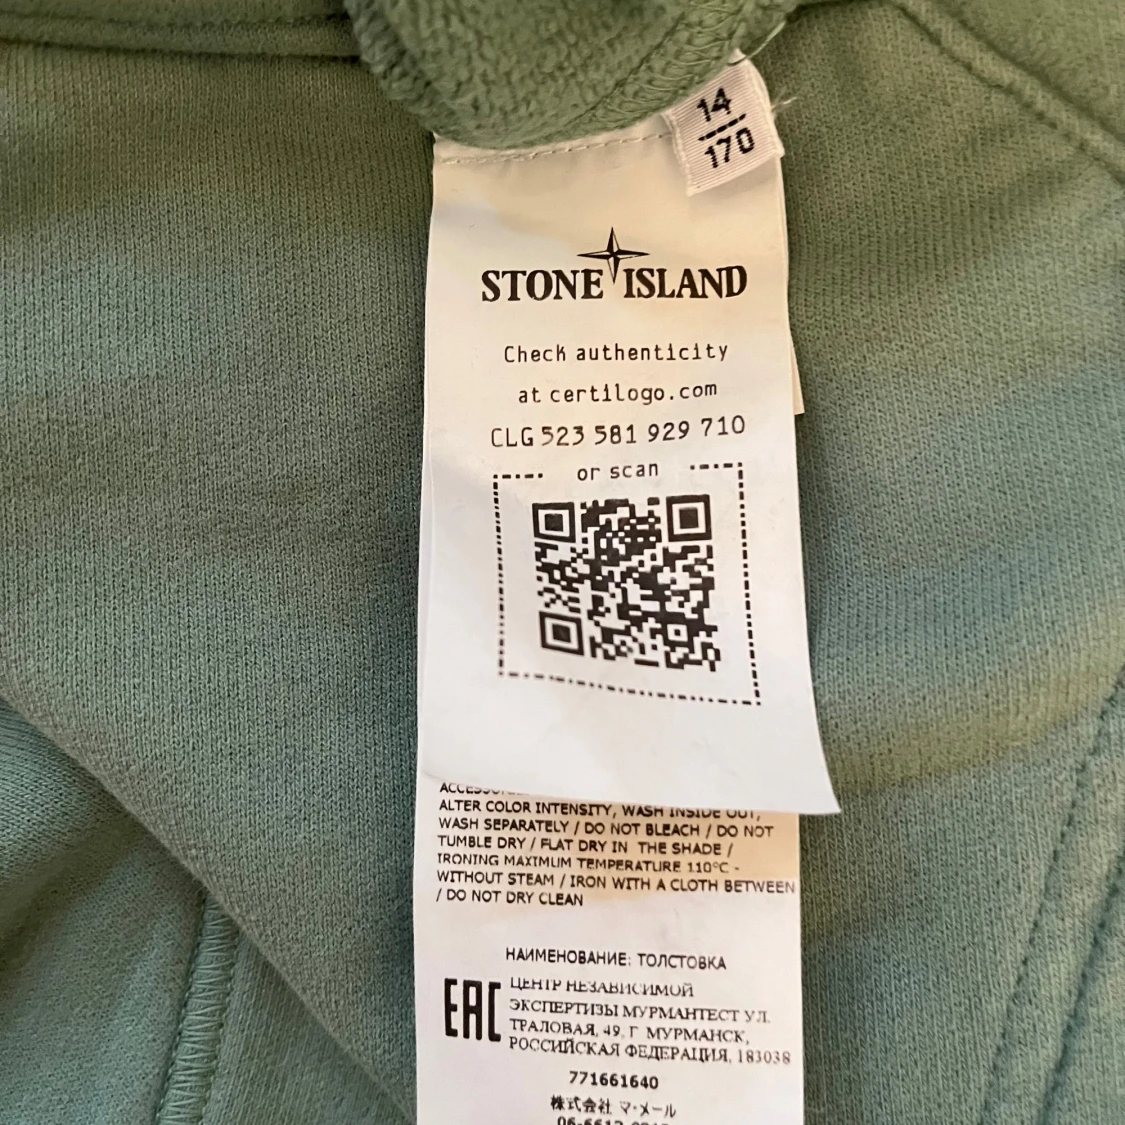 14
170
STONE ISLAND
Check authenticity
at certilogo.com
CLG 523 581 929 710
or scan
ALTER COLOR INTENSITY, WASH INSIDE OUT,
WASH SEPARATELY / DO NOT BLEACH / DO NOT
TUMBLE DRY / FLAT DRY IN THE SHADE /
IRONING MAXIMUM TEMPERATURE 110°C -
WITHOUT STEAM / IRON WITH A CLOTH BETWEEN
/ DO NOT DRY CLEAN
НАИМЕНОВАНИЕ: ТОЛСТОВКА
EAC
ЦЕНТР НЕЗАВИСИМОЙ
ЭКСПЕРТИЗЫ МУРМАНТЕСТ УЛ.
ТРАЛОВАЯ, 49, Г. МУРМАНСК,
РОССИЙСКАЯ ФЕДЕРАЦИЯ, 183038
771661640
株式会社 マ・メール